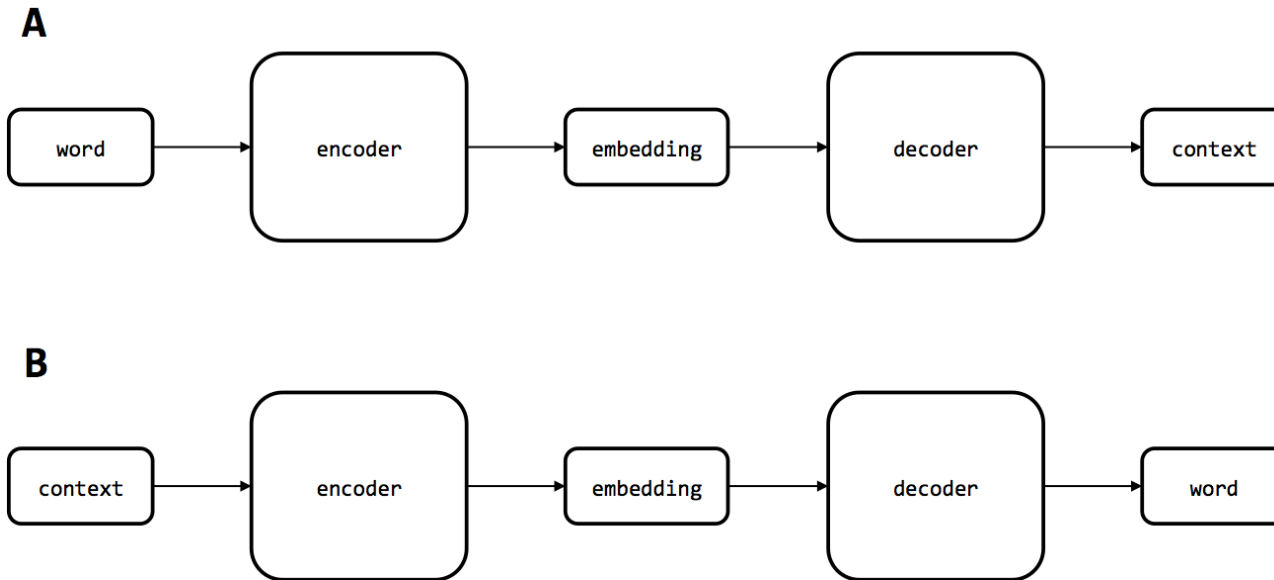 A
word encoder embedding decoder context
B
context encoder embedding decoder word